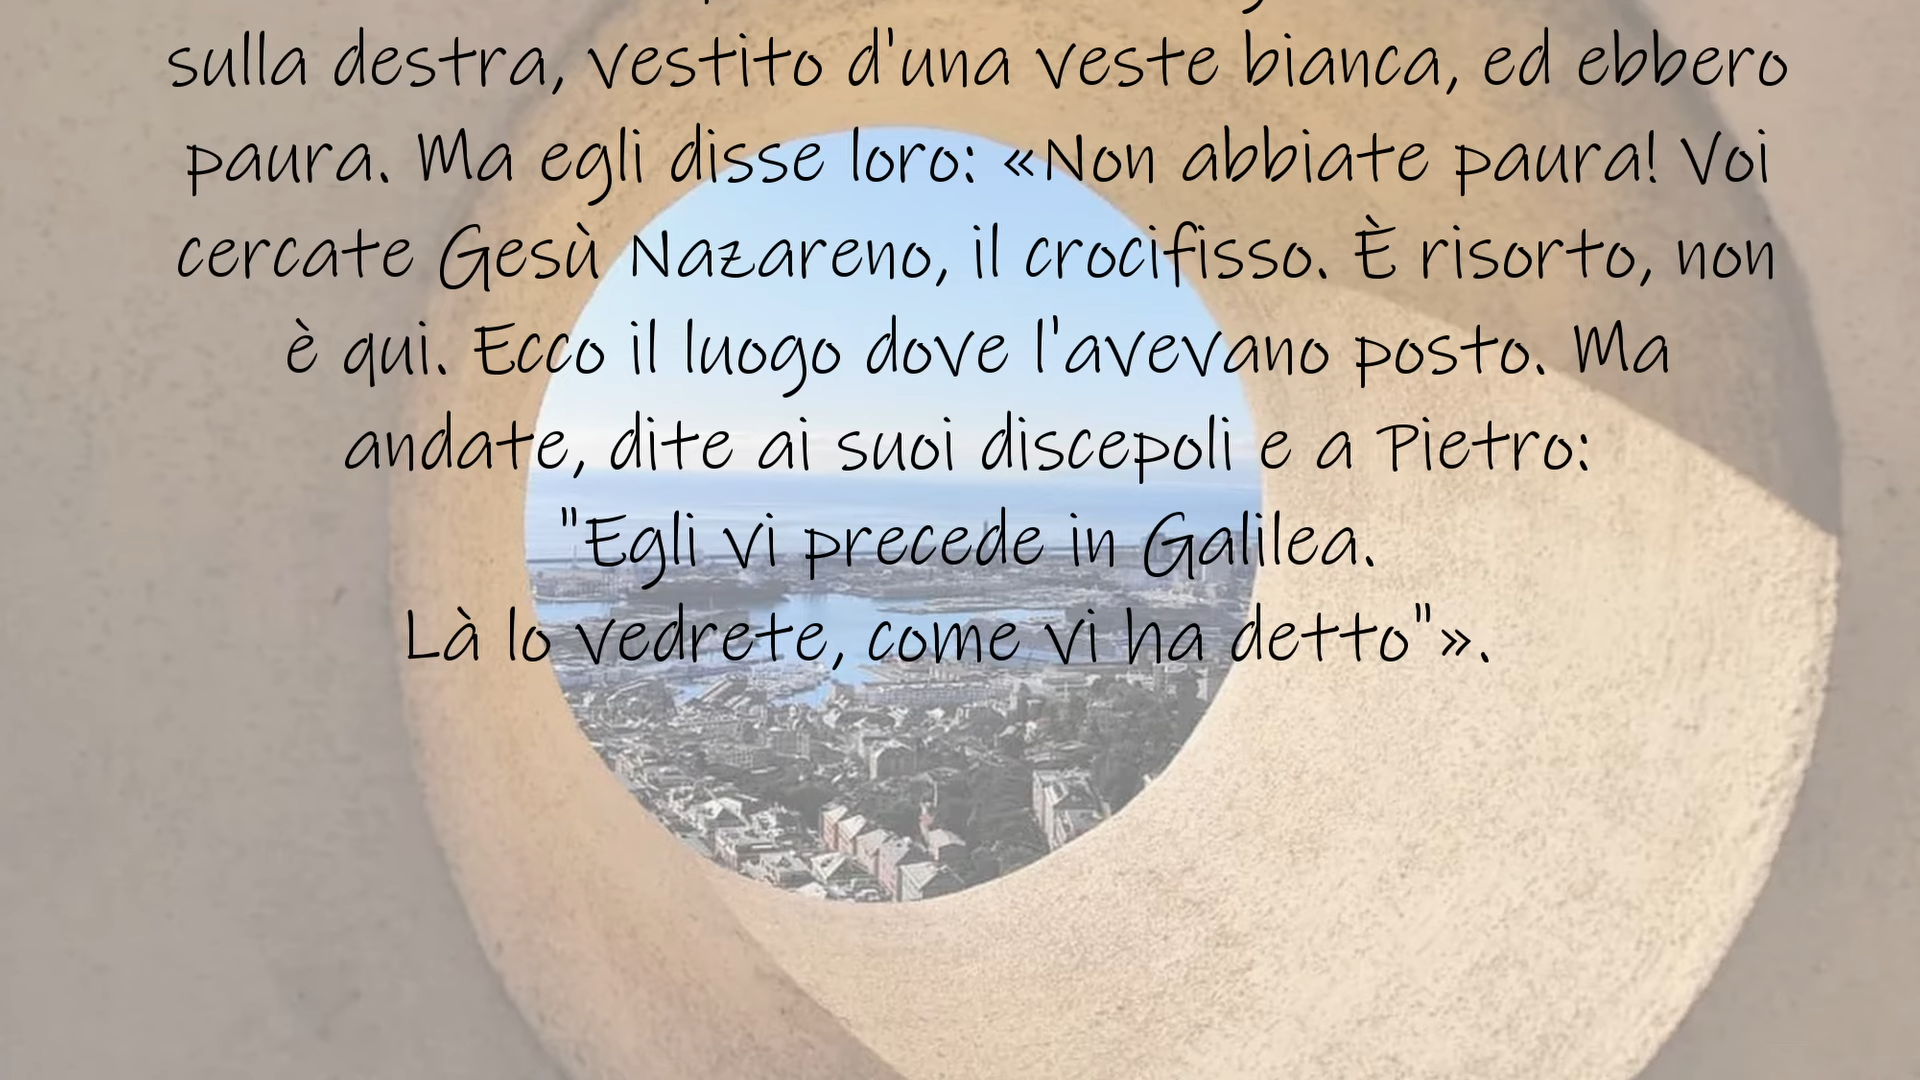 sulla destra, vestito d'una veste bianca, ed ebbero
paura. Ma egli disse loro: «Non abbiate paura! Voi
cercate Gesù Nazareno, il crocifisso. È risorto, non
è qui. Ecco il luogo dove l'avevano posto. Ma
andate, dite ai suoi discepoli e a Pietro:
"Egli vi precede in Galilea.
Là lo vedrete, come vi ha detto"».